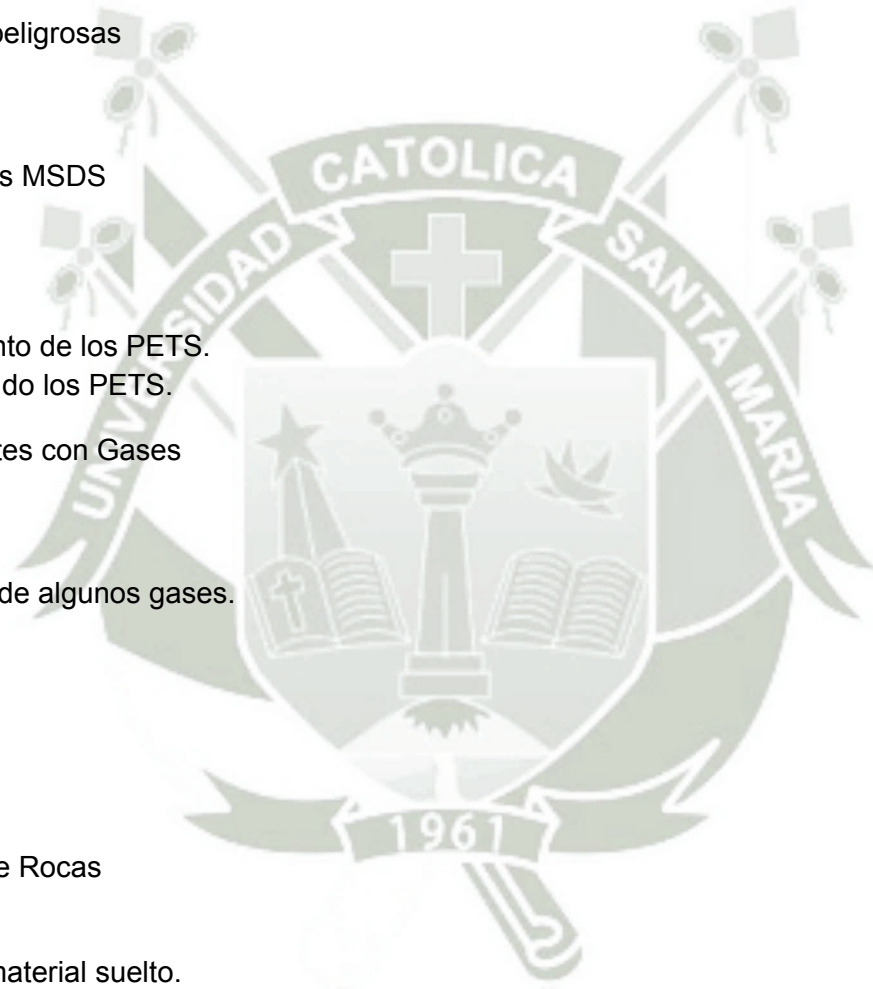 peligrosas
s MSDS
CATOLICA
UNIVERSIDAD
SANTA MARIA
nto de los PETS.
do los PETS.
tes con Gases
de algunos gases.
1961
e Rocas
material suelto.